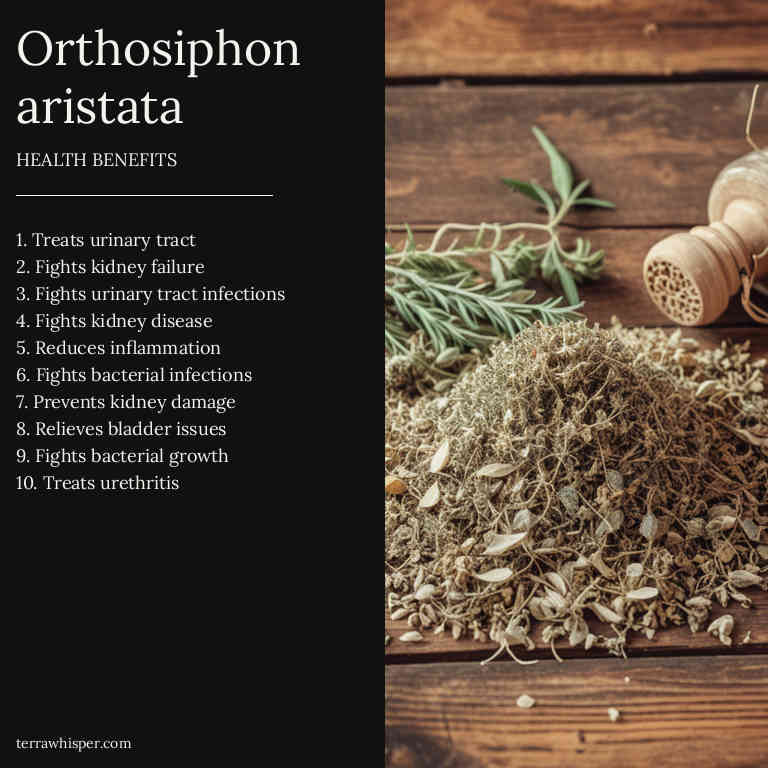 Orthosiphon
aristata
HEALTH BENEFITS
1. Treats urinary tract
2. Fights kidney failure
3. Fights urinary tract infections
4. Fights kidney disease
5. Reduces inflammation
6. Fights bacterial infections
7. Prevents kidney damage
8. Relieves bladder issues
9. Fights bacterial growth
10. Treats urethritis
terrawhisper.com